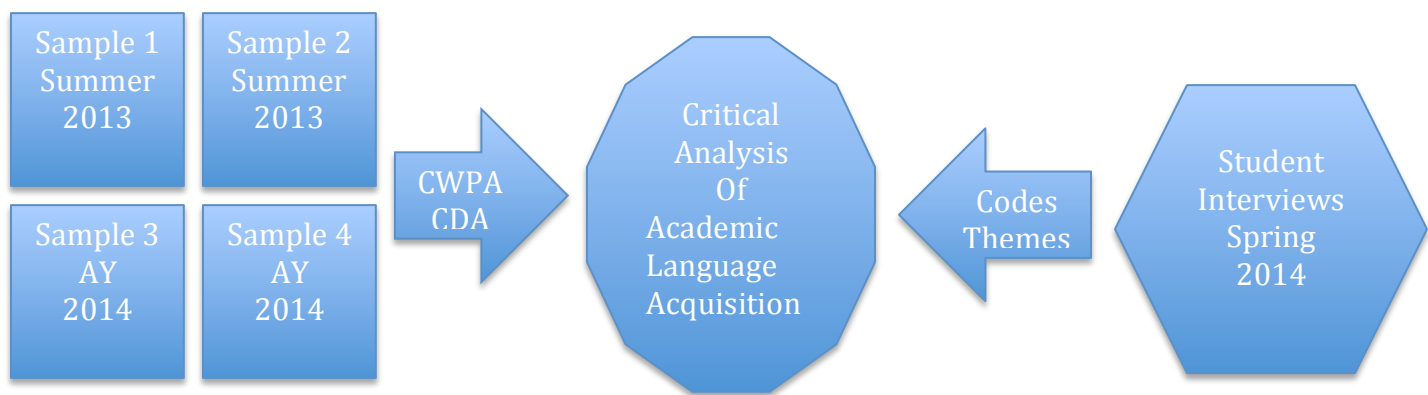 Sample 1
Summer
2013
Sample 2
Summer
2013
Sample 3
AY
2014
Sample 4
AY
2014
CWPA
CDA
Critical
Analysis
Of
Academic
Language
Acquisition
Codes
Themes
Student
Interviews
Spring
2014